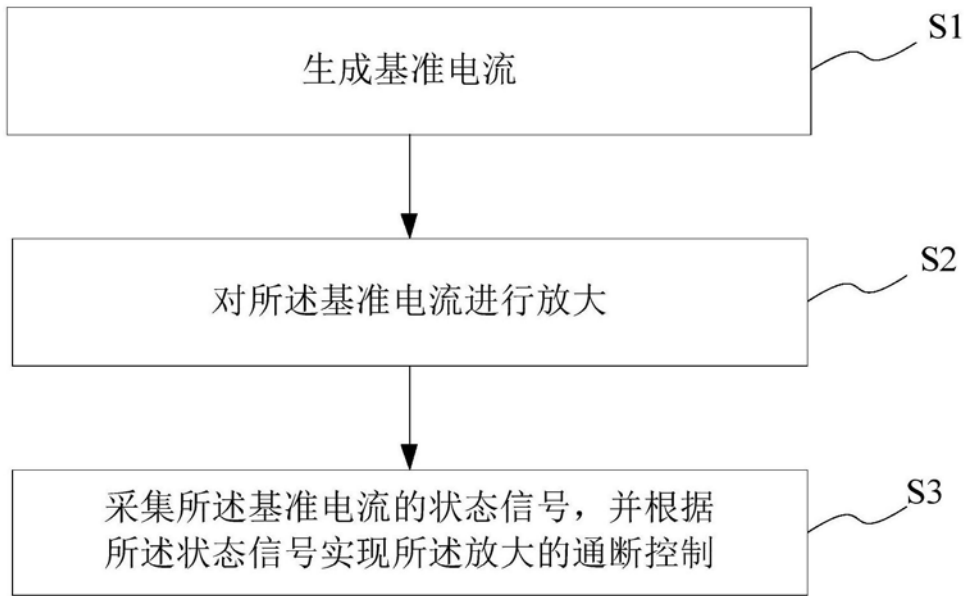 生成基准电流
S1
对所述基准电流进行放大
S2
采集所述基准电流的状态信号，并根据
所述状态信号实现所述放大的通断控制
S3